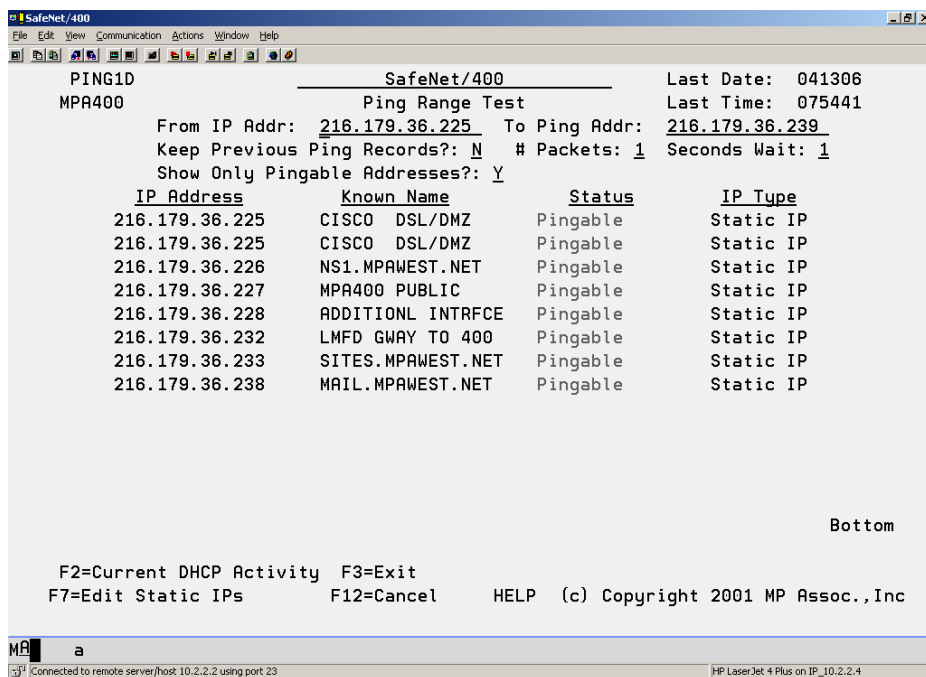 SafeNet/400
File Edit View Communication Actions Window Help
PING1D SafeNet/400 Last Date: 041306
MPA400 Ping Range Test Last Time: 075441
From IP Addr: 216.179.36.225 To Ping Addr: 216.179.36.239
Keep Previous Ping Records?: N # Packets: 1 Seconds Wait: 1
Show Only Pingable Addresses?: Y
IP Address Known Name Status IP Type
216.179.36.225 CISCO DSL/DMZ Pingable Static IP
216.179.36.225 CISCO DSL/DMZ Pingable Static IP
216.179.36.226 NS1.MPAWEST.NET Pingable Static IP
216.179.36.227 MPA400 PUBLIC Pingable Static IP
216.179.36.228 ADDITIONL INTRFCE Pingable Static IP
216.179.36.232 LMFD GWAY TO 400 Pingable Static IP
216.179.36.233 SITES.MPAWEST.NET Pingable Static IP
216.179.36.238 MAIL.MPAWEST.NET Pingable Static IP
Bottom
F2=Current DHCP Activity F3=Exit
F7=Edit Static IPs F12=Cancel HELP (c) Copyright 2001 MP Assoc.,Inc
MA a
Connected to remote server/host 10.2.2.2 using port 23 HP LaserJet 4 Plus on IP_10.2.2.4